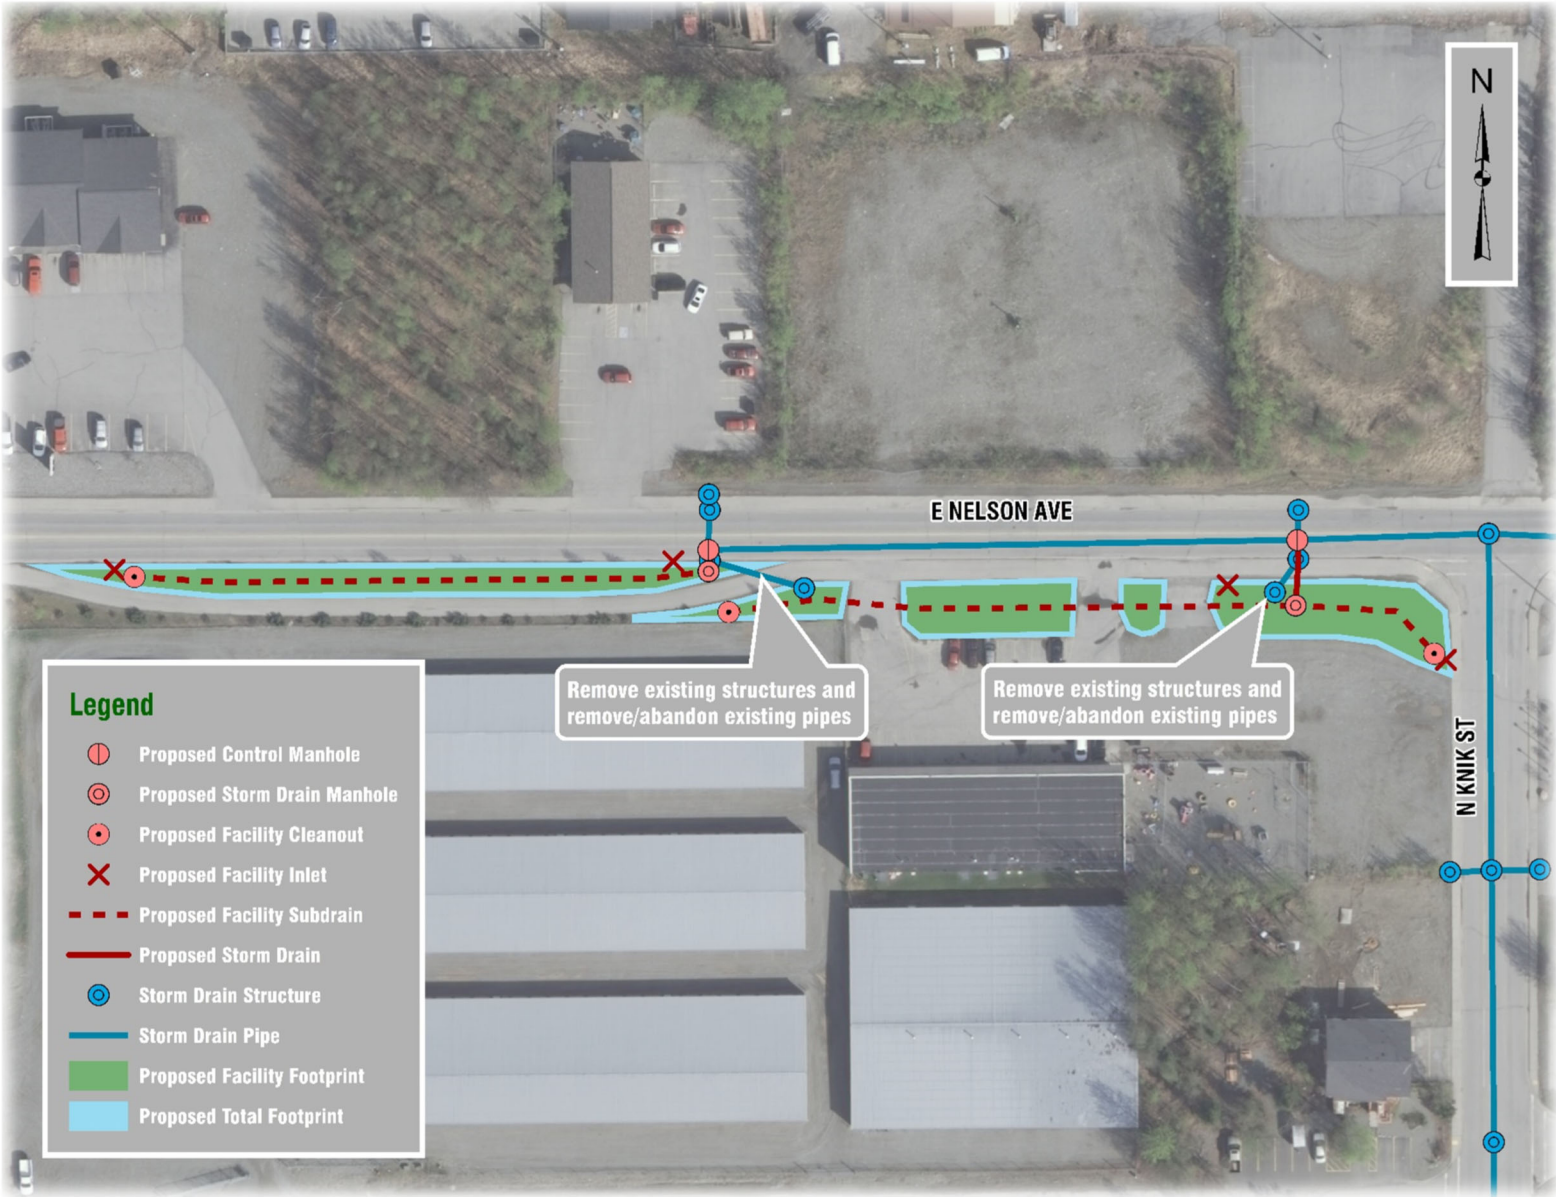 N
E NELSON AVE
Remove existing structures and
remove/abandon existing pipes
Remove existing structures and
remove/abandon existing pipes
N KNIK ST
Legend
Proposed Control Manhole
Proposed Storm Drain Manhole
Proposed Facility Cleanout
Proposed Facility Inlet
Proposed Facility Subdrain
Proposed Storm Drain
Storm Drain Structure
Storm Drain Pipe
Proposed Facility Footprint
Proposed Total Footprint